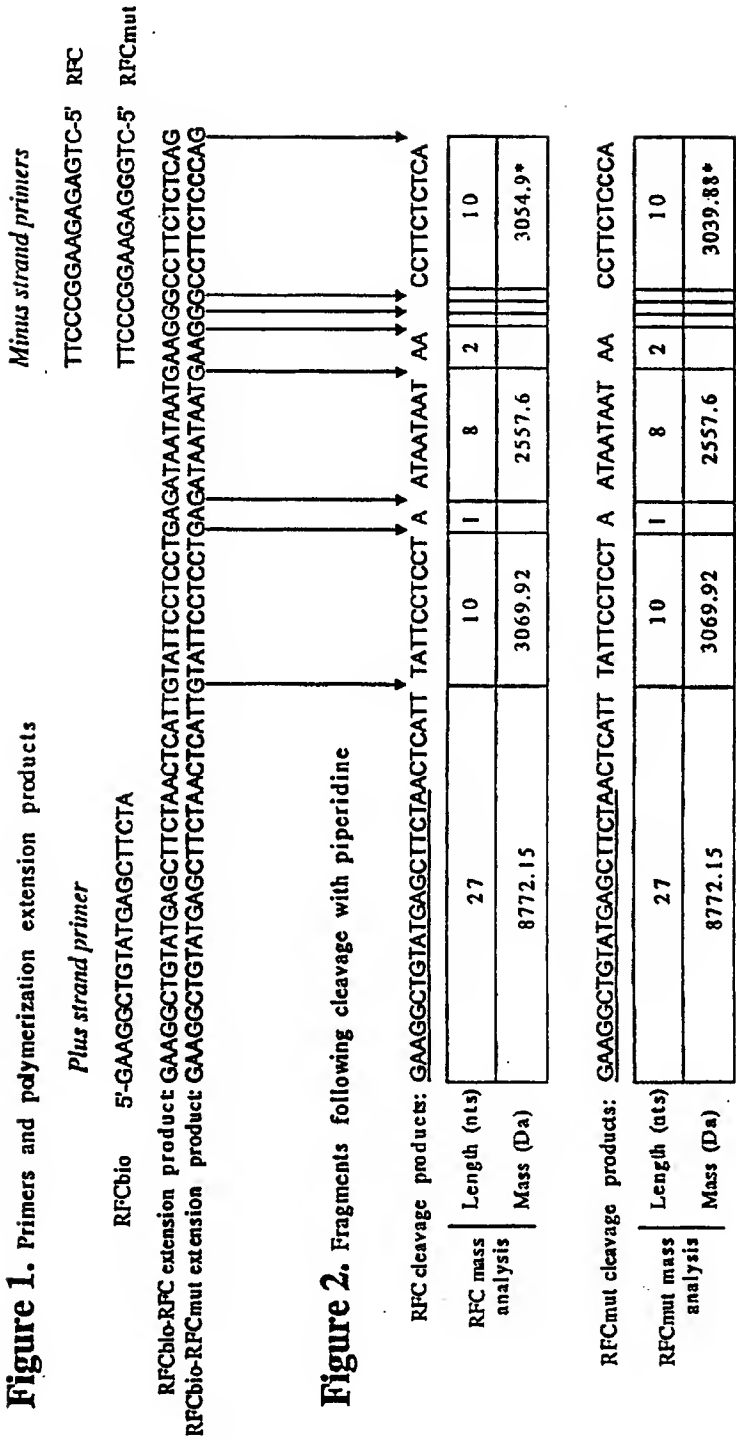 Figure 1. Primers and polymerization extension products
Plus strand primer
Minus strand primers
TTCCCGGAAGAGAGTC-5' RFC
RFCbio 5'-GAAGGCTGTATGAGCTTCTA
TTCCCGGAAGAGGGTC-5' RFCmut
RFCbio-RFC extension product: GAAGGCTGTATGAGCTTCTAACTCATTGTATTCCTCCTGAGATAATAATGAAGGGCCTTCTCTCAG
RFCbio-RFCmut extension product: GAAGGCTGTATGAGCTTCTAACTCATTGTATTCCTCCTGAGATAATAATGAAGGGCCTTCTCCCAG
Figure 2. Fragments following cleavage with piperidine
RFC cleavage products: GAAGGCTGTATGAGCTTCTAACTCATT TATTCCTCCT A ATAATAAT AA CCTTCTCTCA
RFC mass analysis
Length (nts) 27 10 1 8 2 10
Mass (Da) 8772.15 3069.92 2557.6 3054.9*
RFCmut cleavage products: GAAGGCTGTATGAGCTTCTAACTCATT TATTCCTCCT A ATAATAAT AA CCTTCTCCCA
RFCmut mass analysis
Length (nts) 27 10 1 8 2 10
Mass (Da) 8772.15 3069.92 2557.6 3039.88*